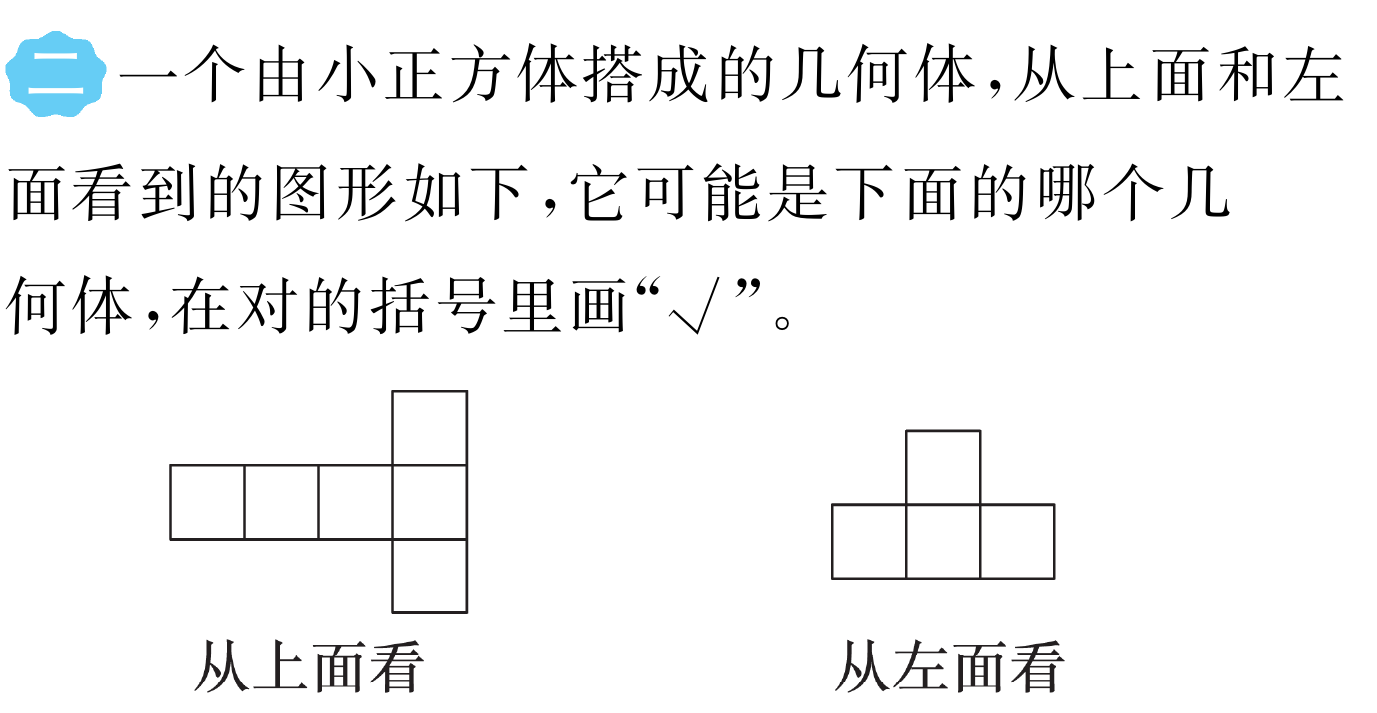 二 一个由小正方体搭成的几何体,从上面和左
面看到的图形如下,它可能是下面的哪个几
何体,在对的括号里画“√”。
从上面看 从左面看